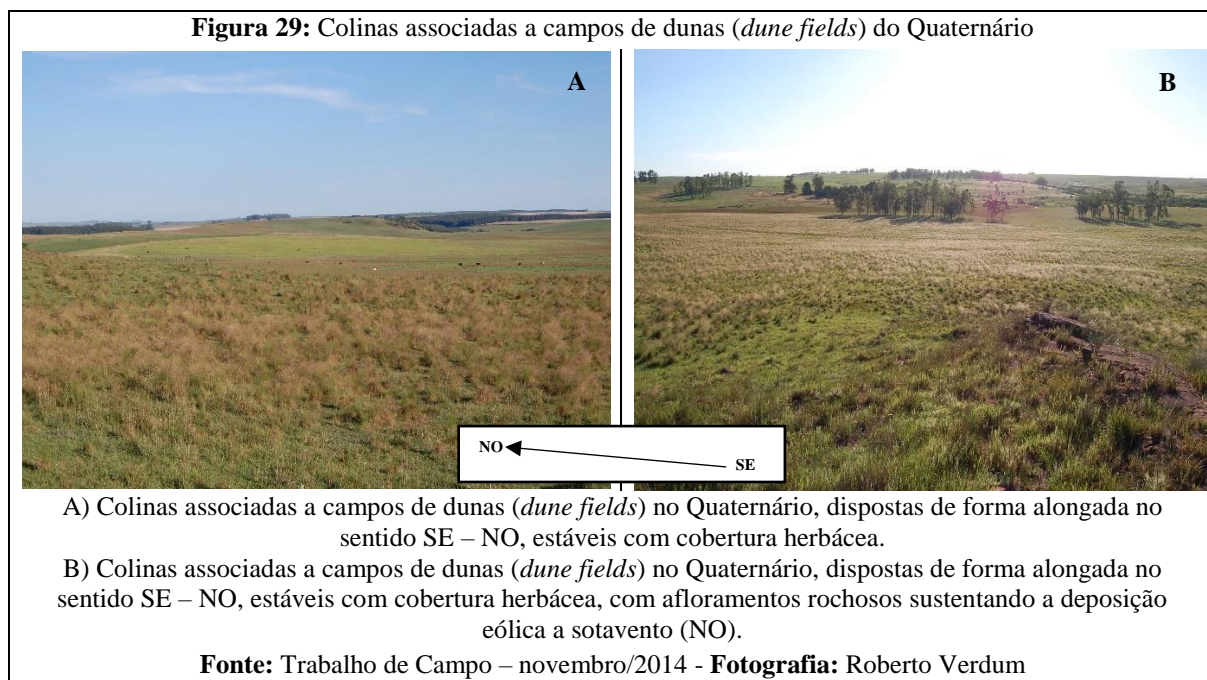 Figura 29: Colinas associadas a campos de dunas (dune fields) do Quaternário
A
B
NO
SE
A) Colinas associadas a campos de dunas (dune fields) no Quaternário, dispostas de forma alongada no
sentido SE – NO, estáveis com cobertura herbácea.
B) Colinas associadas a campos de dunas (dune fields) no Quaternário, dispostas de forma alongada no
sentido SE – NO, estáveis com cobertura herbácea, com afloramentos rochosos sustentando a deposição
eólica a sotavento (NO).
Fonte: Trabalho de Campo – novembro/2014 - Fotografia: Roberto Verdum